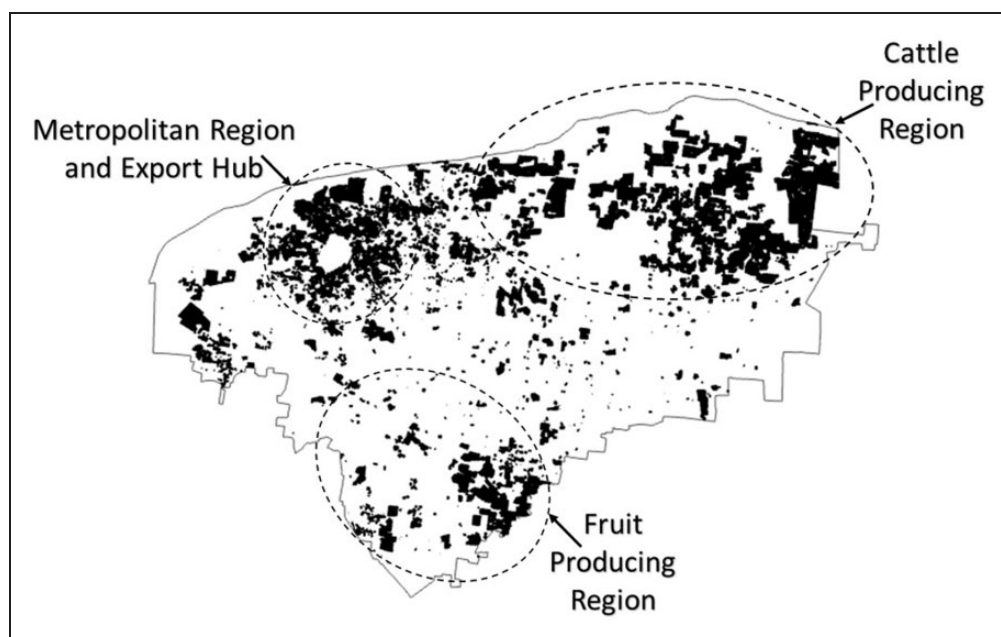 Cattle
Producing
Region
Metropolitan Region
and Export Hub
Fruit
Producing
Region